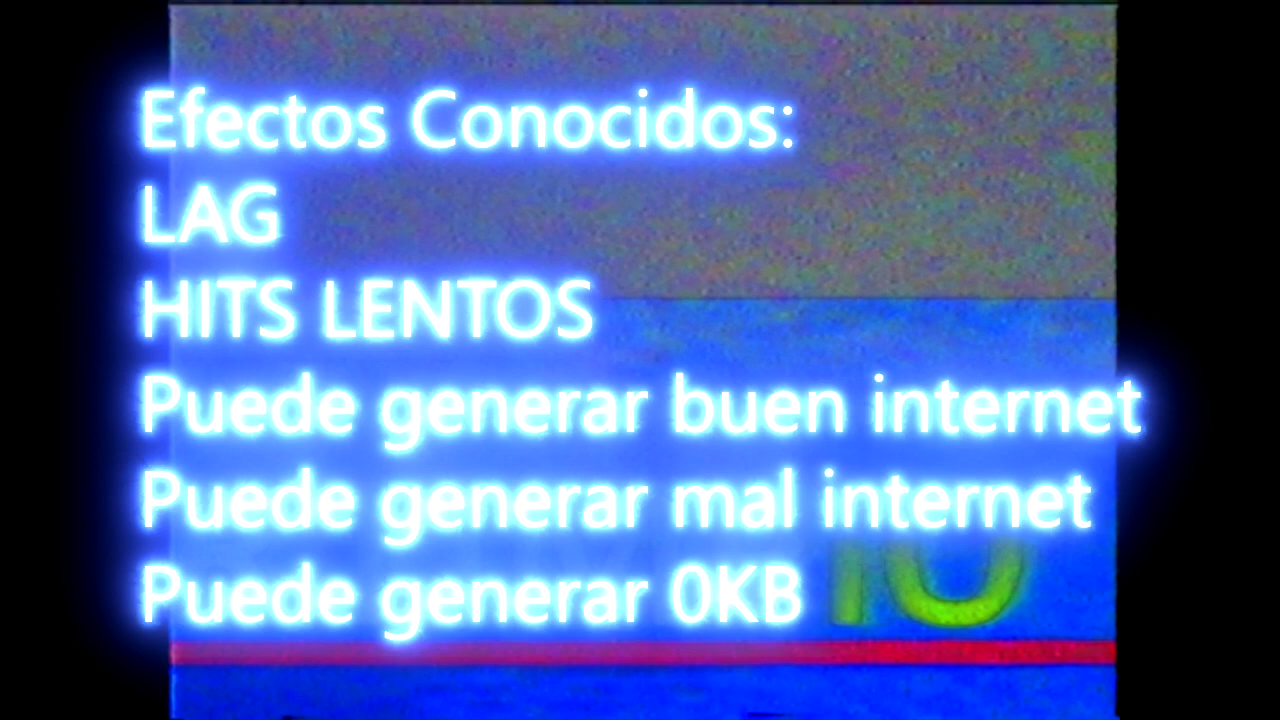 Efectos Conocidos:
LAG
HITS LENTOS
Puede generar buen internet
Puede generar mal internet
Puede generar 0KB